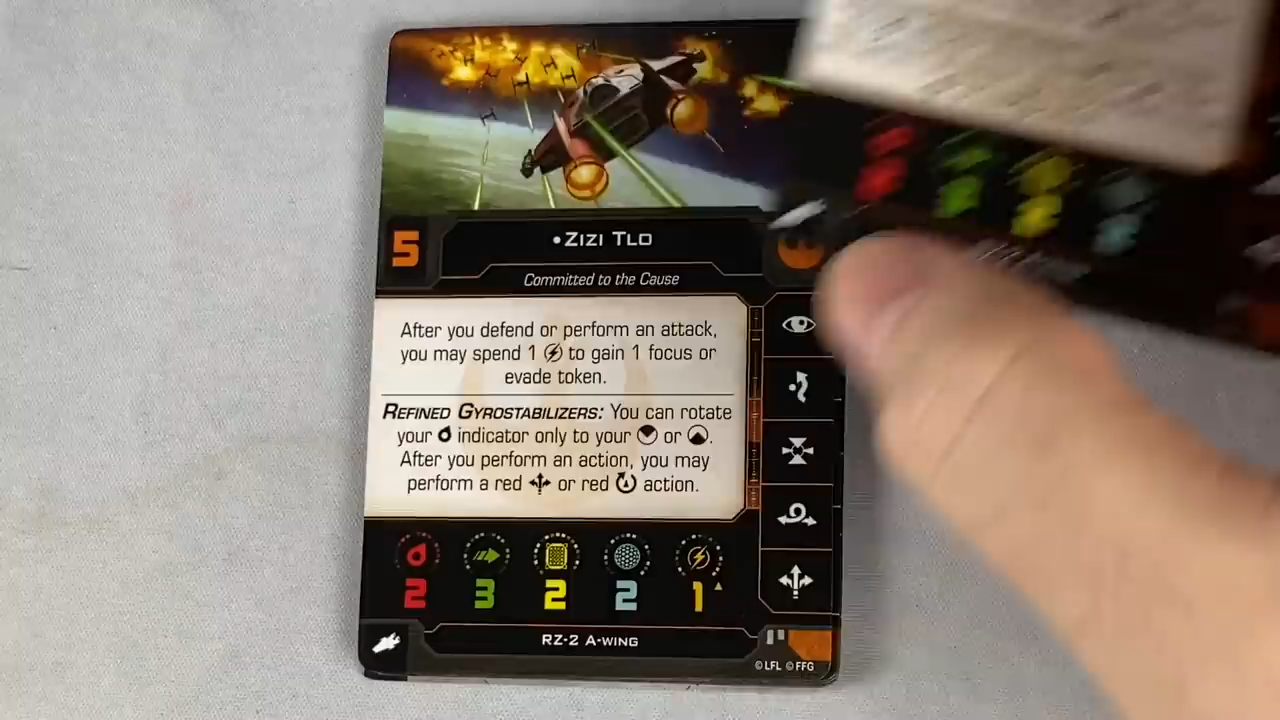 5
•Zizi Tlo
Committed to the Cause
After you defend or perform an attack,
you may spend 1 to gain 1 focus or
evade token.
Refined Gyrostabilizers: You can rotate
your indicator only to your or .
After you perform an action, you may
perform a red or red action.
2 3 2 2 1
RZ-2 A-wing
©LFL ©FFG